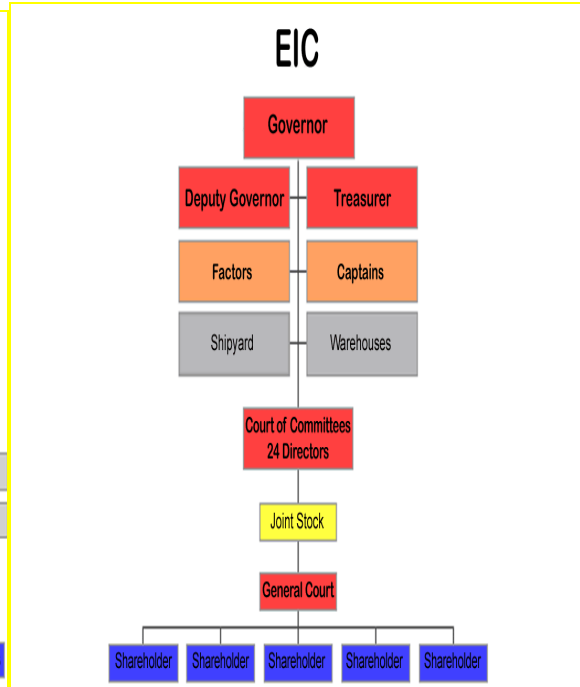 EIC
Governor
Deputy Governor
Treasurer
Factors
Captains
Shipyard
Warehouses
Court of Committees
24 Directors
Joint Stock
General Court
Shareholder
Shareholder
Shareholder
Shareholder
Shareholder